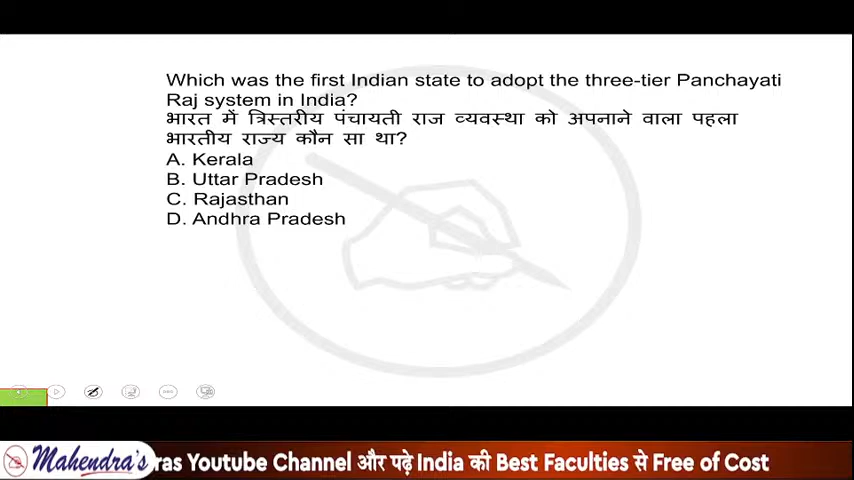 Which was the first Indian state to adopt the three-tier Panchayati
Raj system in India?
भारत में त्रिस्तरीय पंचायती राज व्यवस्था को अपनाने वाला पहला
भारतीय राज्य कौन सा था?
A. Kerala
B. Uttar Pradesh
C. Rajasthan
D. Andhra Pradesh
Mahendra's
ras Youtube Channel और पढ़े India की Best Faculties से Free of Cost